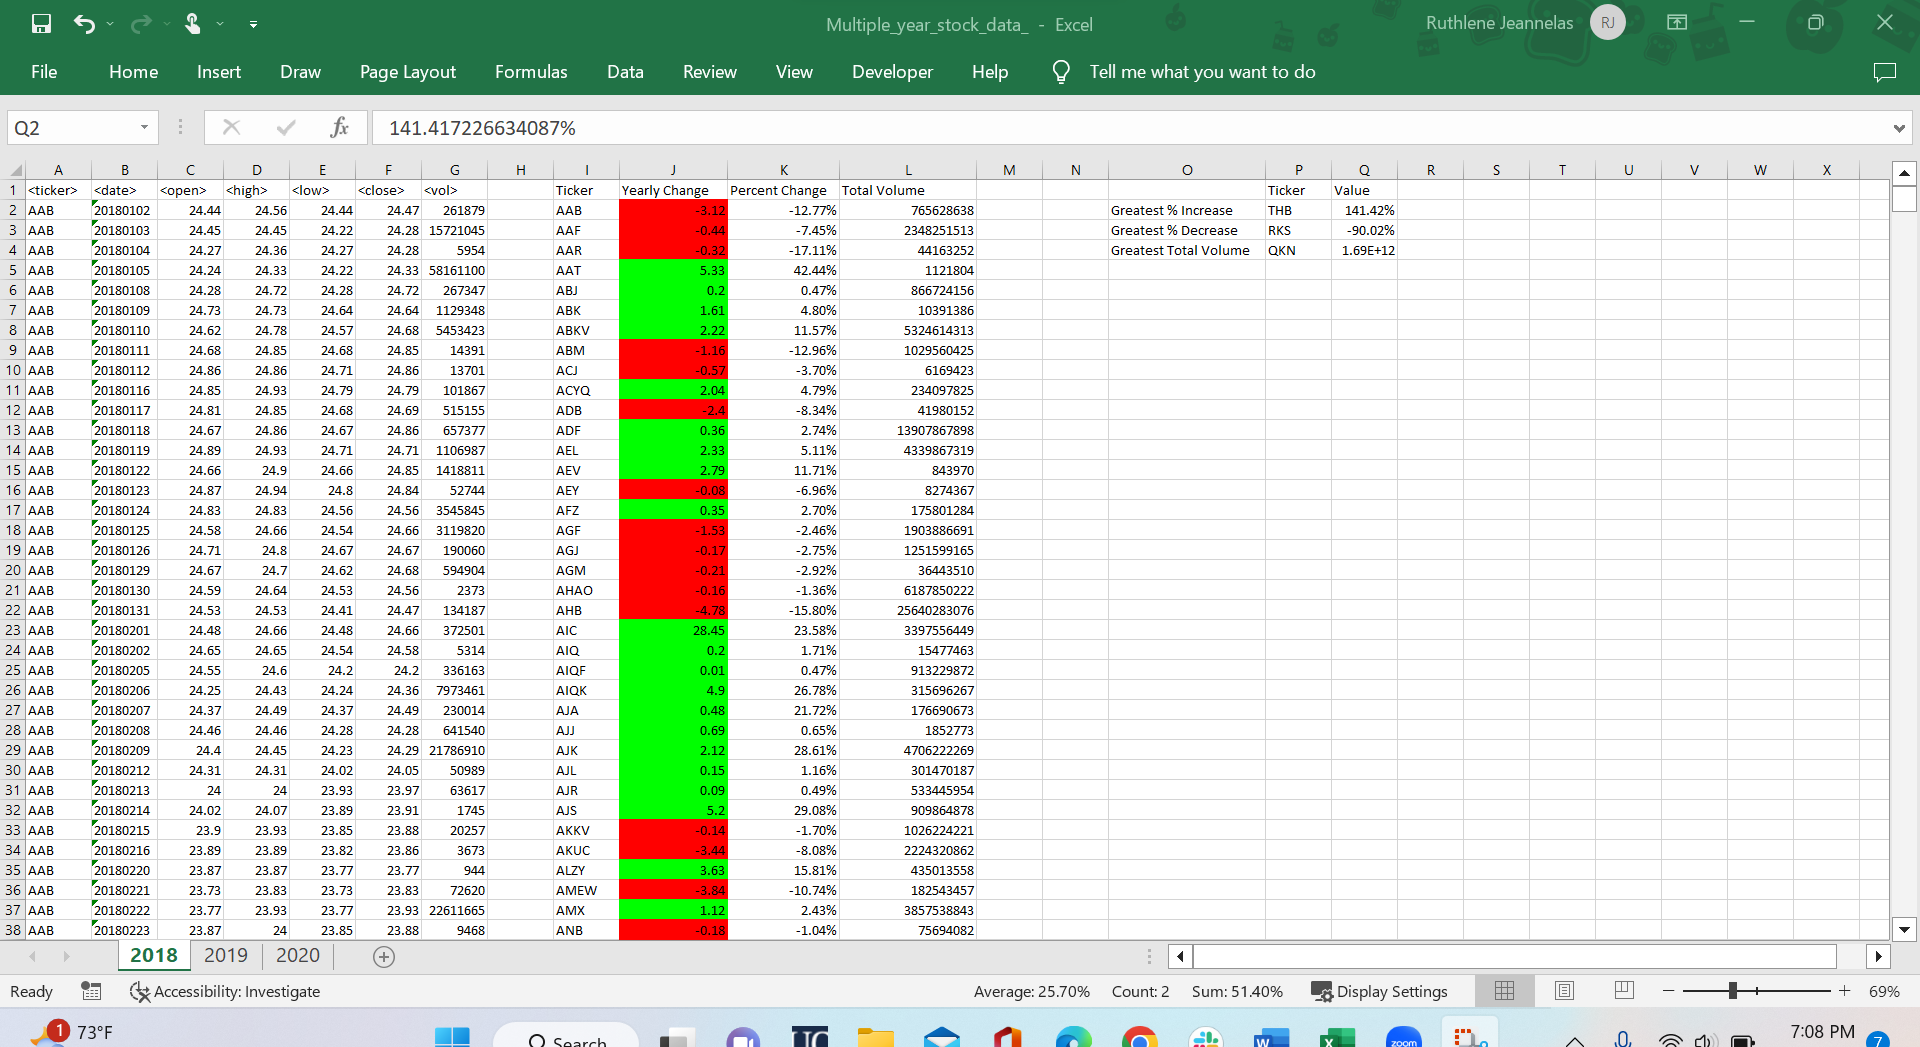 Multiple_year_stock_data_ - Excel
Ruthlene Jeannelas RJ
File Home Insert Draw Page Layout Formulas Data Review View Developer Help Tell me what you want to do
Q2 fx 141.417226634087%
A B C D E F G H I J K L M N O P Q R S T U V W X
1 <ticker> <date> <open> <high> <low> <close> <vol> Ticker Yearly Change Percent Change Total Volume Ticker Value
2 AAB 20180102 24.44 24.56 24.44 24.47 261879 AAB -3.12 -12.77% 765628638 Greatest % Increase THB 141.42%
3 AAB 20180103 24.45 24.45 24.22 24.28 15721045 AAF -0.44 -7.45% 2348251513 Greatest % Decrease RKS -90.02%
4 AAB 20180104 24.27 24.36 24.27 24.28 5954 AAR -0.32 -17.11% 44163252 Greatest Total Volume QKN 1.69E+12
5 AAB 20180105 24.24 24.33 24.22 24.33 58161100 AAT 5.33 42.44% 1121804
6 AAB 20180108 24.28 24.72 24.28 24.72 267347 ABJ 0.2 0.47% 866724156
7 AAB 20180109 24.73 24.73 24.64 24.64 1129348 ABK 1.61 4.80% 10391386
8 AAB 20180110 24.62 24.78 24.57 24.68 5453423 ABKV 2.22 11.57% 5324614313
9 AAB 20180111 24.68 24.85 24.68 24.85 14391 ABM -1.16 -12.96% 1029560425
10 AAB 20180112 24.86 24.86 24.71 24.86 13701 ACJ -0.57 -3.70% 6169423
11 AAB 20180116 24.85 24.93 24.79 24.79 101867 ACYQ 2.04 4.79% 234097825
12 AAB 20180117 24.81 24.85 24.68 24.69 515155 ADB -2.4 -8.34% 41980152
13 AAB 20180118 24.67 24.86 24.67 24.86 657377 ADF 0.36 2.74% 13907867898
14 AAB 20180119 24.89 24.93 24.71 24.71 1106987 AEL 2.33 5.11% 4339867319
15 AAB 20180122 24.66 24.9 24.66 24.85 1418811 AEV 2.79 11.71% 843970
16 AAB 20180123 24.87 24.94 24.8 24.84 52744 AEY -0.08 -6.96% 8274367
17 AAB 20180124 24.83 24.83 24.56 24.56 3545845 AFZ 0.35 2.70% 175801284
18 AAB 20180125 24.58 24.66 24.54 24.66 3119820 AGF -1.53 -2.46% 1903886691
19 AAB 20180126 24.71 24.8 24.67 24.67 190060 AGJ -0.17 -2.75% 1251599165
20 AAB 20180129 24.67 24.7 24.62 24.68 594904 AGM -0.21 -2.92% 36443510
21 AAB 20180130 24.59 24.64 24.53 24.56 2373 AHAO -0.16 -1.36% 6187850222
22 AAB 20180131 24.53 24.53 24.41 24.47 134187 AHB -4.78 -15.80% 25640283076
23 AAB 20180201 24.48 24.66 24.48 24.66 372501 AIC 28.45 23.58% 3397556449
24 AAB 20180202 24.65 24.65 24.54 24.58 5314 AIQ 0.2 1.71% 15477463
25 AAB 20180205 24.55 24.6 24.2 24.2 336163 AIQF 0.01 0.47% 913229872
26 AAB 20180206 24.25 24.43 24.24 24.36 7973461 AIQK 4.9 26.78% 315696267
27 AAB 20180207 24.37 24.49 24.37 24.49 230014 AJA 0.48 21.72% 176690673
28 AAB 20180208 24.46 24.46 24.28 24.28 641540 AJJ 0.69 0.65% 1852773
29 AAB 20180209 24.4 24.45 24.23 24.29 21786910 AJK 2.12 28.61% 4706222269
30 AAB 20180212 24.31 24.31 24.02 24.05 50989 AJL 0.15 1.16% 301470187
31 AAB 20180213 24 24 23.93 23.97 63617 AJR 0.09 0.49% 533445954
32 AAB 20180214 24.02 24.07 23.89 23.91 1745 AJS 5.2 29.08% 909864878
33 AAB 20180215 23.9 23.93 23.85 23.88 20257 AKKV -0.14 -1.70% 1026224221
34 AAB 20180216 23.89 23.89 23.82 23.86 3673 AKUC -3.44 -8.08% 2224320862
35 AAB 20180220 23.87 23.87 23.77 23.77 944 ALZY 3.63 15.81% 435013558
36 AAB 20180221 23.73 23.83 23.73 23.83 72620 AMEW -3.84 -10.74% 182543457
37 AAB 20180222 23.77 23.93 23.77 23.93 22611665 AMX 1.12 2.43% 3857538843
38 AAB 20180223 23.87 24 23.85 23.88 9468 ANB -0.18 -1.04% 75694082
2018 2019 2020
Ready Accessibility: Investigate Average: 25.70% Count: 2 Sum: 51.40% Display Settings 69%
1 73°F Search zoom 7:08 PM 7